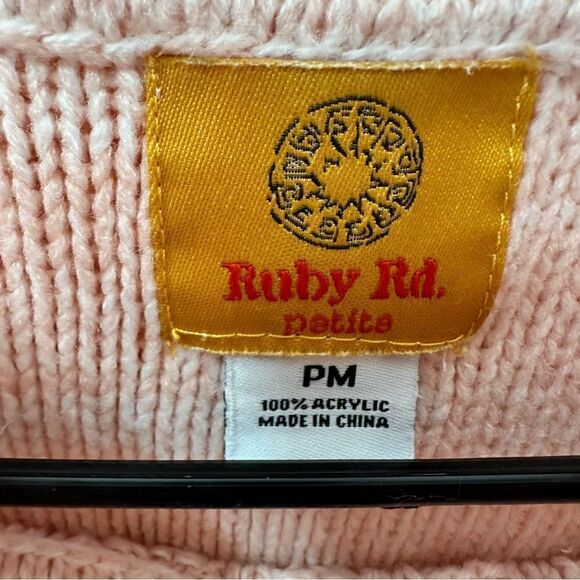 Ruby Rd.
petite
PM
100% ACRYLIC
MADE IN CHINA